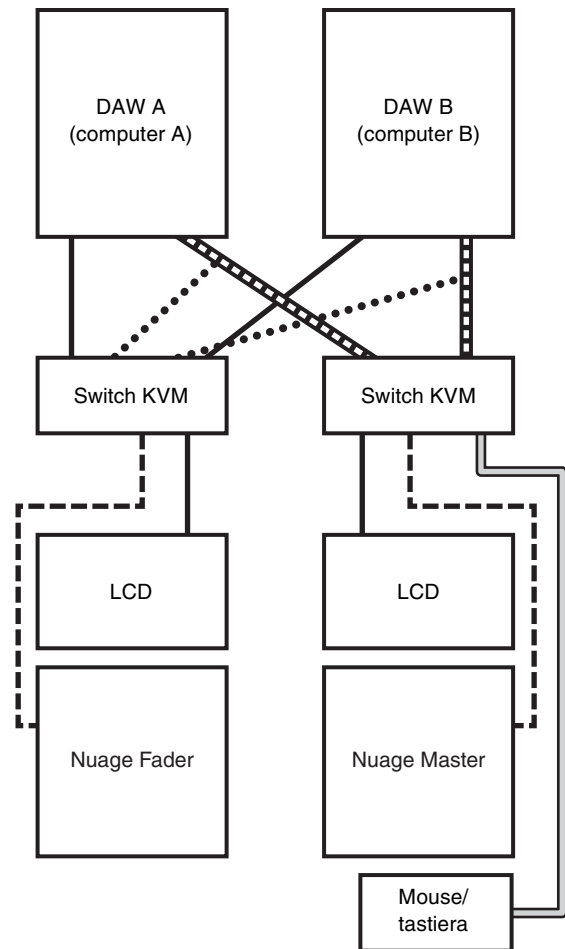 DAW A
(computer A)
DAW B
(computer B)
Switch KVM
Switch KVM
LCD
LCD
Nuage Fader
Nuage Master
Mouse/
tastiera